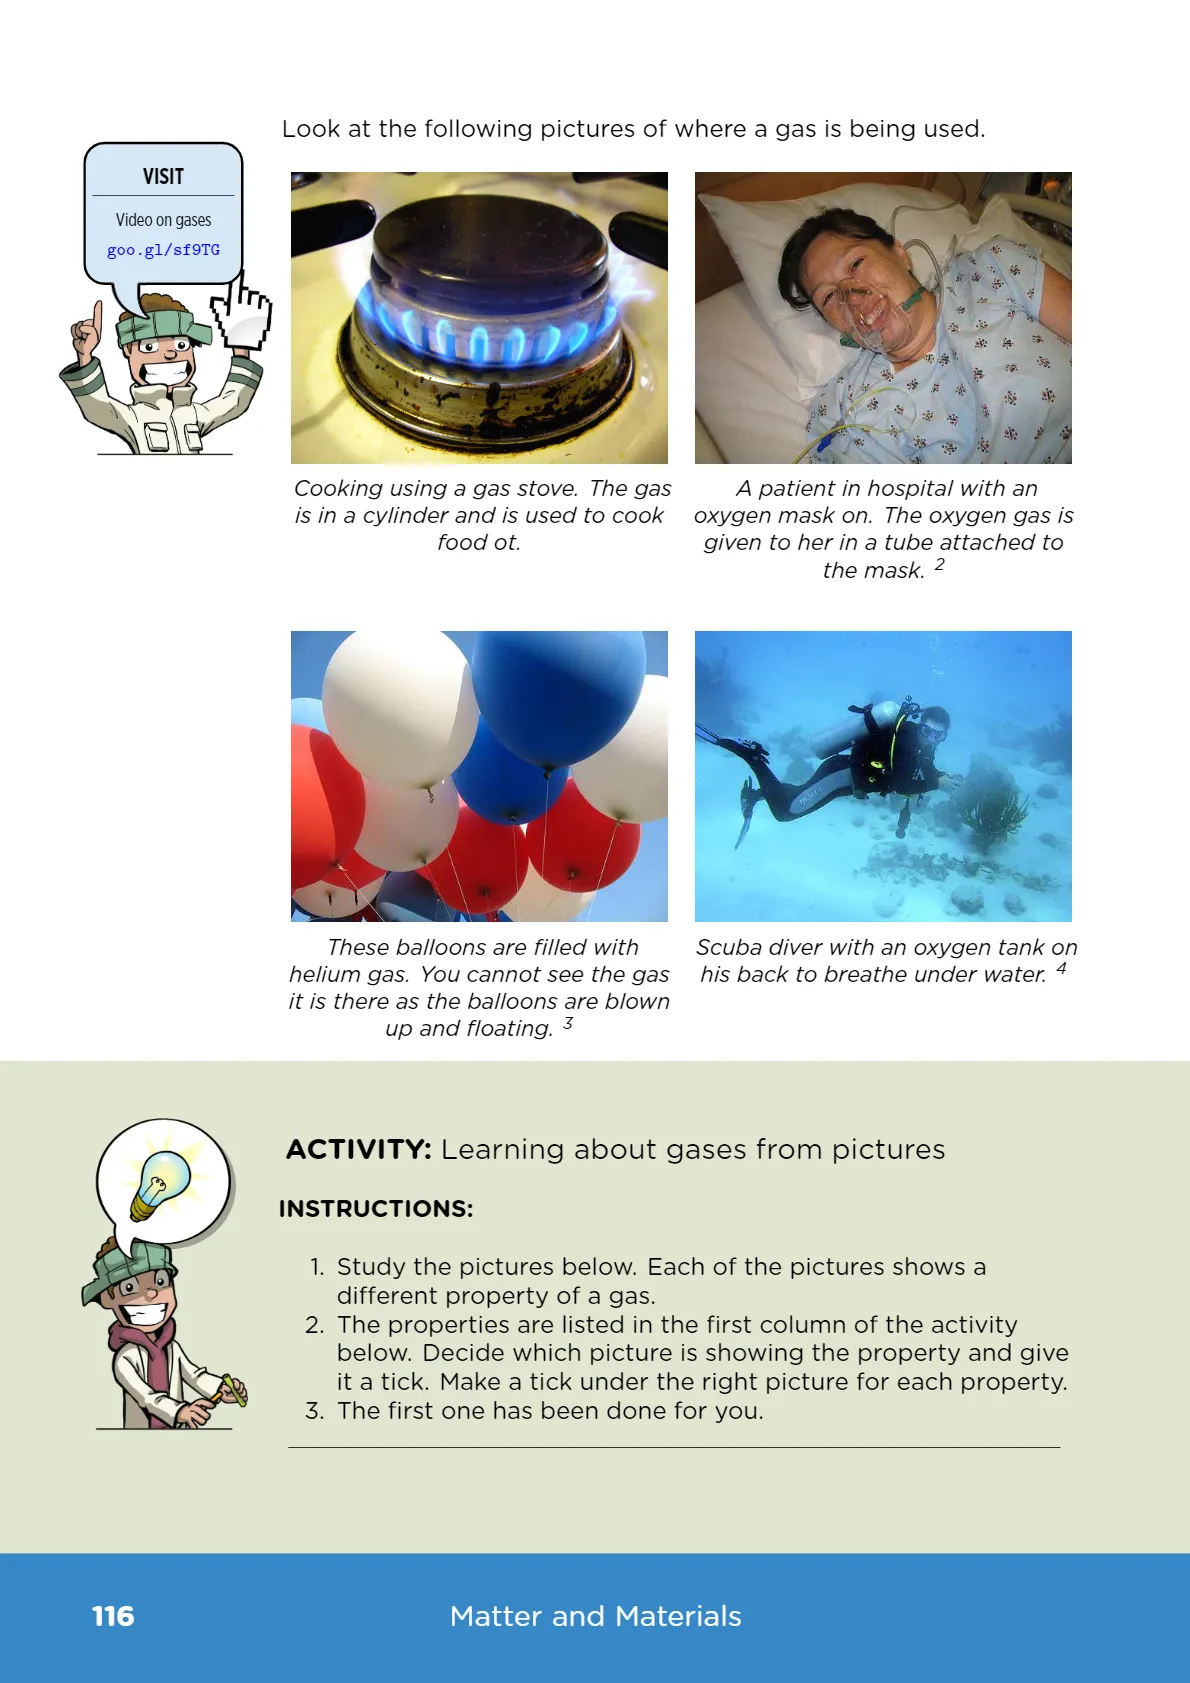 Look at the following pictures of where a gas is being used.
VISIT
Video on gases
goo.gl/sf9TG
Cooking using a gas stove. The gas
is in a cylinder and is used to cook
food ot.
A patient in hospital with an
oxygen mask on. The oxygen gas is
given to her in a tube attached to
the mask. 2
These balloons are filled with
helium gas. You cannot see the gas
it is there as the balloons are blown
up and floating. 3
Scuba diver with an oxygen tank on
his back to breathe under water. 4
ACTIVITY: Learning about gases from pictures
INSTRUCTIONS:
1. Study the pictures below. Each of the pictures shows a
different property of a gas.
2. The properties are listed in the first column of the activity
below. Decide which picture is showing the property and give
it a tick. Make a tick under the right picture for each property.
3. The first one has been done for you.
116
Matter and Materials